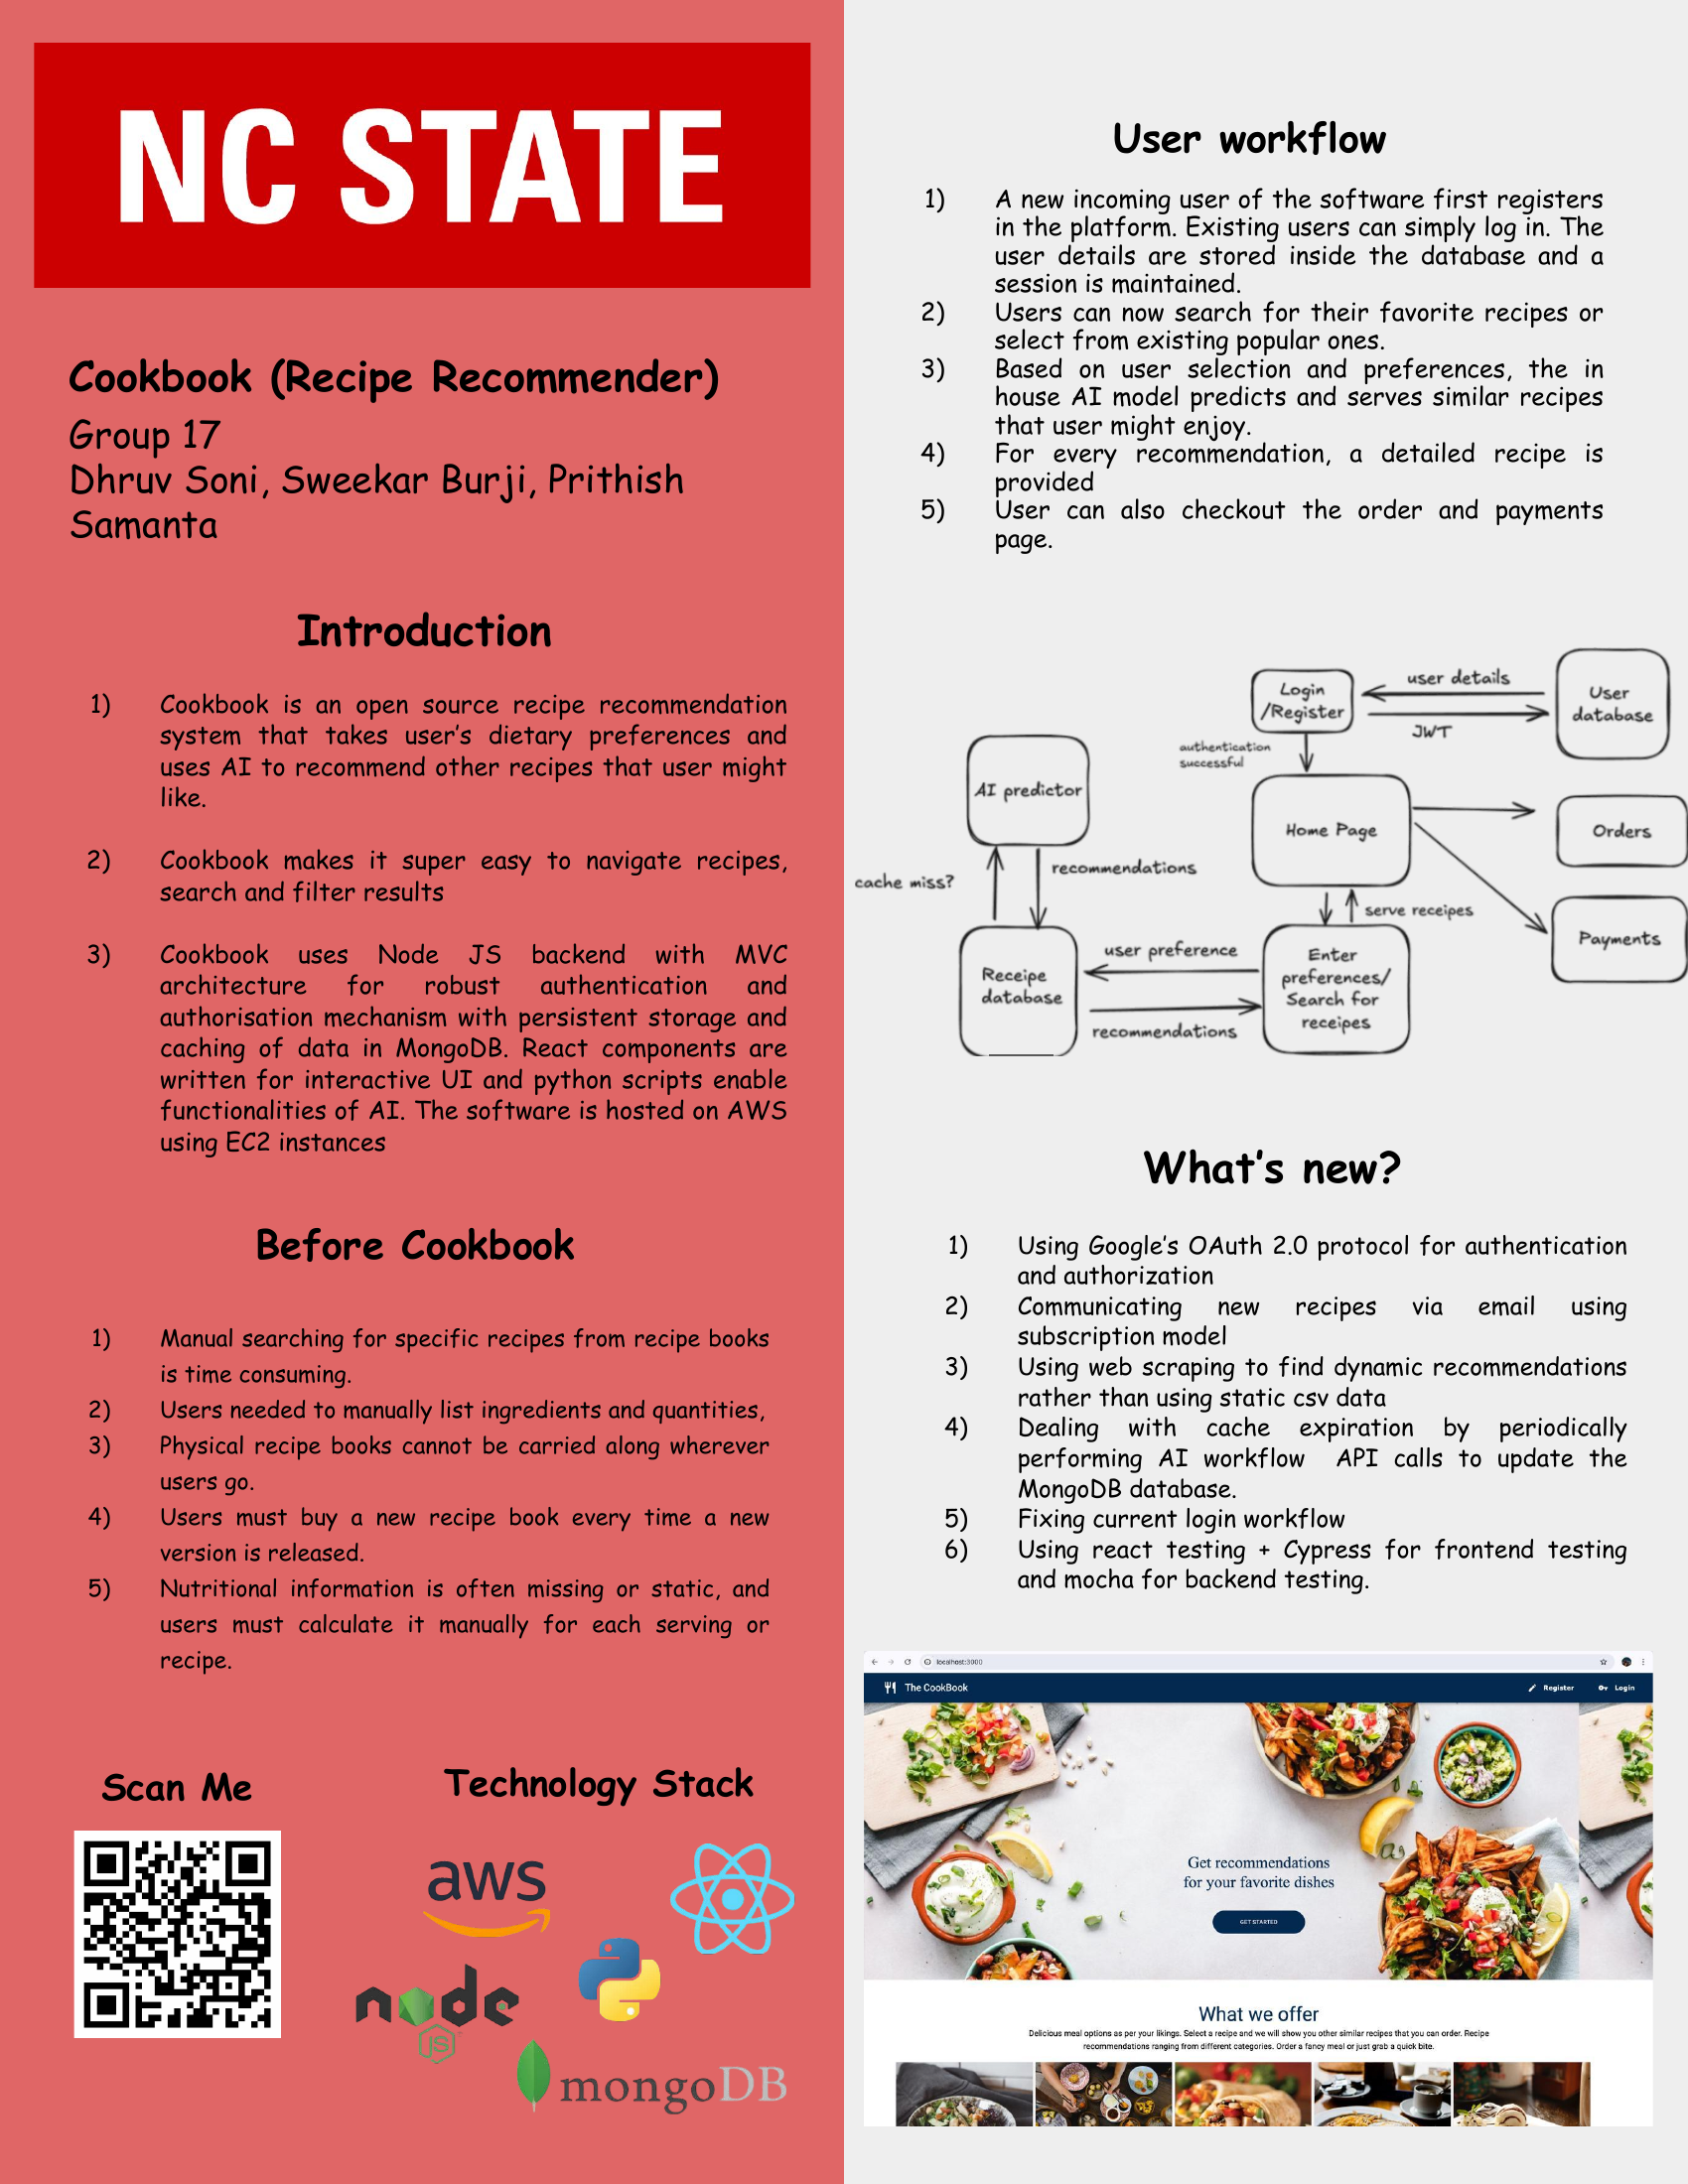 NC STATE
Cookbook (Recipe Recommender)
Group 17
Dhruv Soni, Sweekar Burji, Prithish
Samanta
Introduction
1) Cookbook is an open source recipe recommendation
system that takes user's dietary preferences and
uses AI to recommend other recipes that user might
like.
2) Cookbook makes it super easy to navigate recipes,
search and filter results
3) Cookbook uses Node JS backend with MVC
architecture for robust authentication and
authorisation mechanism with persistent storage and
caching of data in MongoDB. React components are
written for interactive UI and python scripts enable
functionalities of AI. The software is hosted on AWS
using EC2 instances
Before Cookbook
1) Manual searching for specific recipes from recipe books
is time consuming.
2) Users needed to manually list ingredients and quantities,
3) Physical recipe books cannot be carried along wherever
users go.
4) Users must buy a new recipe book every time a new
version is released.
5) Nutritional information is often missing or static, and
users must calculate it manually for each serving or
recipe.
Scan Me
Technology Stack
aws
node
JS
mongoDB
User workflow
1) A new incoming user of the software first registers
in the platform. Existing users can simply log in. The
user details are stored inside the database and a
session is maintained.
2) Users can now search for their favorite recipes or
select from existing popular ones.
3) Based on user selection and preferences, the in
house AI model predicts and serves similar recipes
that user might enjoy.
4) For every recommendation, a detailed recipe is
provided
5) User can also checkout the order and payments
page.
Login
/Register
user details
JWT
User
database
authentication
successful
AI predictor
Home Page
Orders
cache miss?
recommendations
serve receipes
Payments
Receipe
database
user preference
recommendations
Enter
preferences/
Search for
receipes
What's new?
1) Using Google's OAuth 2.0 protocol for authentication
and authorization
2) Communicating new recipes via email using
subscription model
3) Using web scraping to find dynamic recommendations
rather than using static csv data
4) Dealing with cache expiration by periodically
performing AI workflow API calls to update the
MongoDB database.
5) Fixing current login workflow
6) Using react testing + Cypress for frontend testing
and mocha for backend testing.
localhost:3000
The CookBook
Register
Login
Get recommendations
for your favorite dishes
GET STARTED
What we offer
Delicious meal options as per your likings. Select a recipe and we will show you other similar recipes that you can order. Recipe
recommendations ranging from different categories. Order a fancy meal or just grab a quick bite.